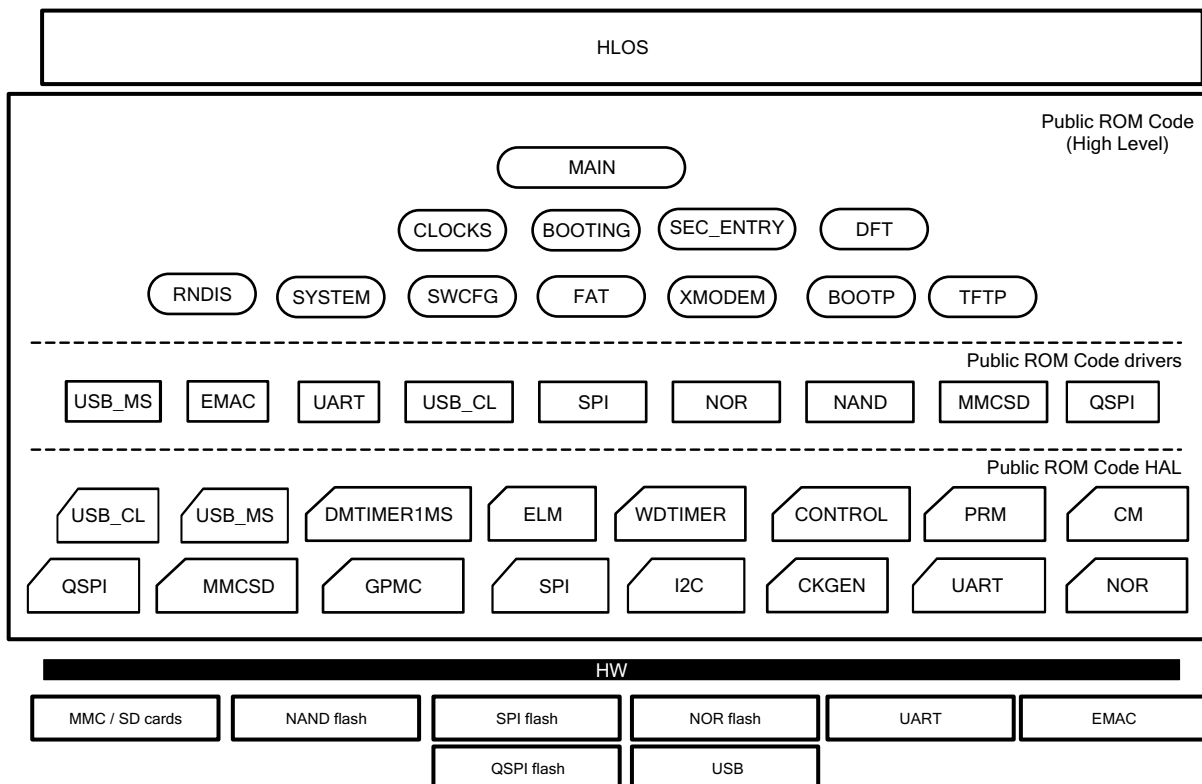 HLOS
Public ROM Code
(High Level)
MAIN
CLOCKS BOOTING SEC_ENTRY DFT
RNDIS SYSTEM SWCFG FAT XMODEM BOOTP TFTP
Public ROM Code drivers
USB_MS EMAC UART USB_CL SPI NOR NAND MMCSD QSPI
Public ROM Code HAL
USB_CL USB_MS DMTIMER1MS ELM WDTIMER CONTROL PRM CM
QSPI MMCSD GPMC SPI I2C CKGEN UART NOR
HW
MMC / SD cards NAND flash SPI flash NOR flash UART EMAC
QSPI flash USB